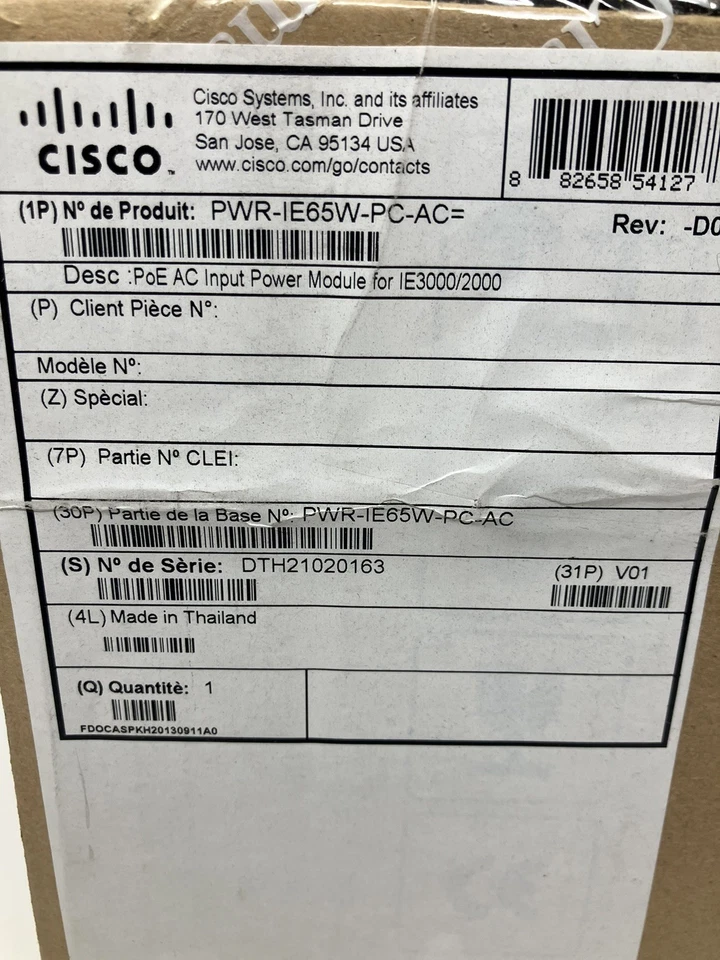 CISCO
Cisco Systems, Inc. and its affiliates
170 West Tasman Drive
San Jose, CA 95134 USA
www.cisco.com/go/contacts
8 82658 54127
(1P) Nº de Produit: PWR-IE65W-PC-AC=
Rev: -D0
Desc :PoE AC Input Power Module for IE3000/2000
(P) Client Pièce N°:
Modèle Nº:
(Z) Spècial:
(7P) Partie Nº CLEI:
(30P) Partie de la Base Nº: PWR-IE65W-PC-AC
(S) Nº de Sèrie: DTH21020163
(31P) V01
(4L) Made in Thailand
(Q) Quantitè: 1
FDOCASPKH20130911A0